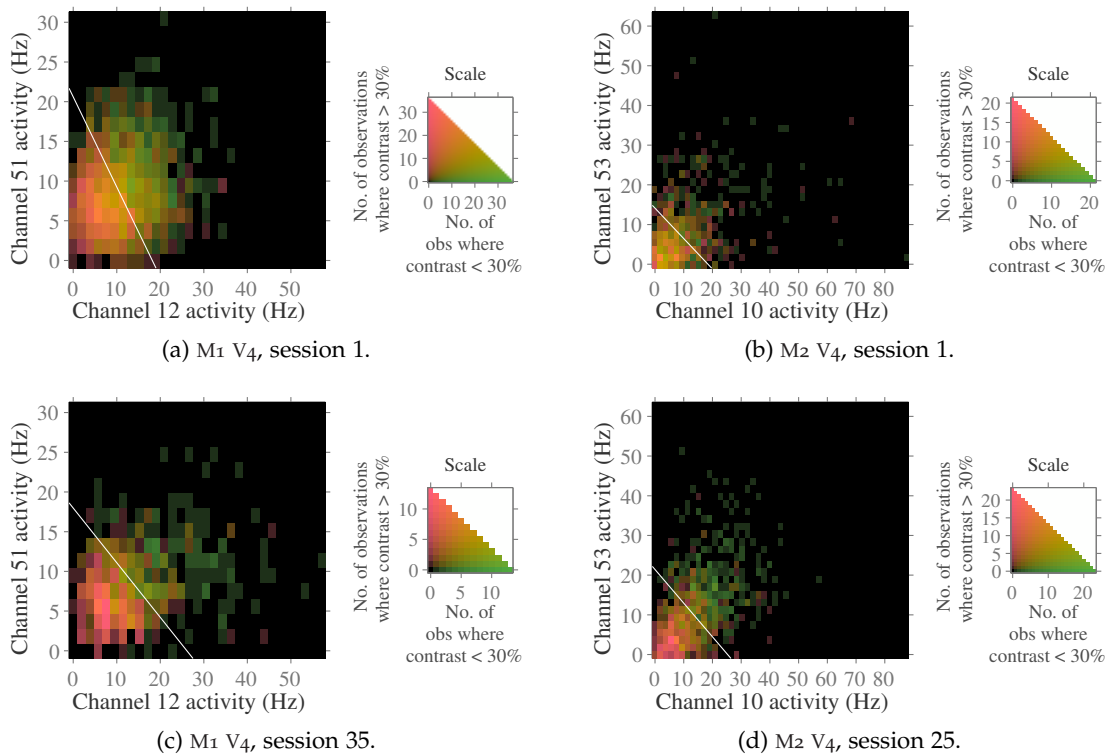 30
25
20
15
10
5
0
Channel 51 activity (Hz)
0 10 20 30 40 50
Channel 12 activity (Hz)
No. of observations
where contrast > 30%
Scale
30
20
10
0
0 10 20 30
No. of
obs where
contrast < 30%
(a) M1 V4, session 1.
60
50
40
30
20
10
0
Channel 53 activity (Hz)
0 10 20 30 40 50 60 70 80
Channel 10 activity (Hz)
No. of observations
where contrast > 30%
Scale
20
15
10
5
0
0 10 20
No. of
obs where
contrast < 30%
(b) M2 V4, session 1.
30
25
20
15
10
5
0
Channel 51 activity (Hz)
0 10 20 30 40 50
Channel 12 activity (Hz)
No. of observations
where contrast > 30%
Scale
10
5
0
0 5 10
No. of
obs where
contrast < 30%
(c) M1 V4, session 35.
60
50
40
30
20
10
0
Channel 53 activity (Hz)
0 10 20 30 40 50 60 70 80
Channel 10 activity (Hz)
No. of observations
where contrast > 30%
Scale
20
15
10
5
0
0 10 20
No. of
obs where
contrast < 30%
(d) M2 V4, session 25.